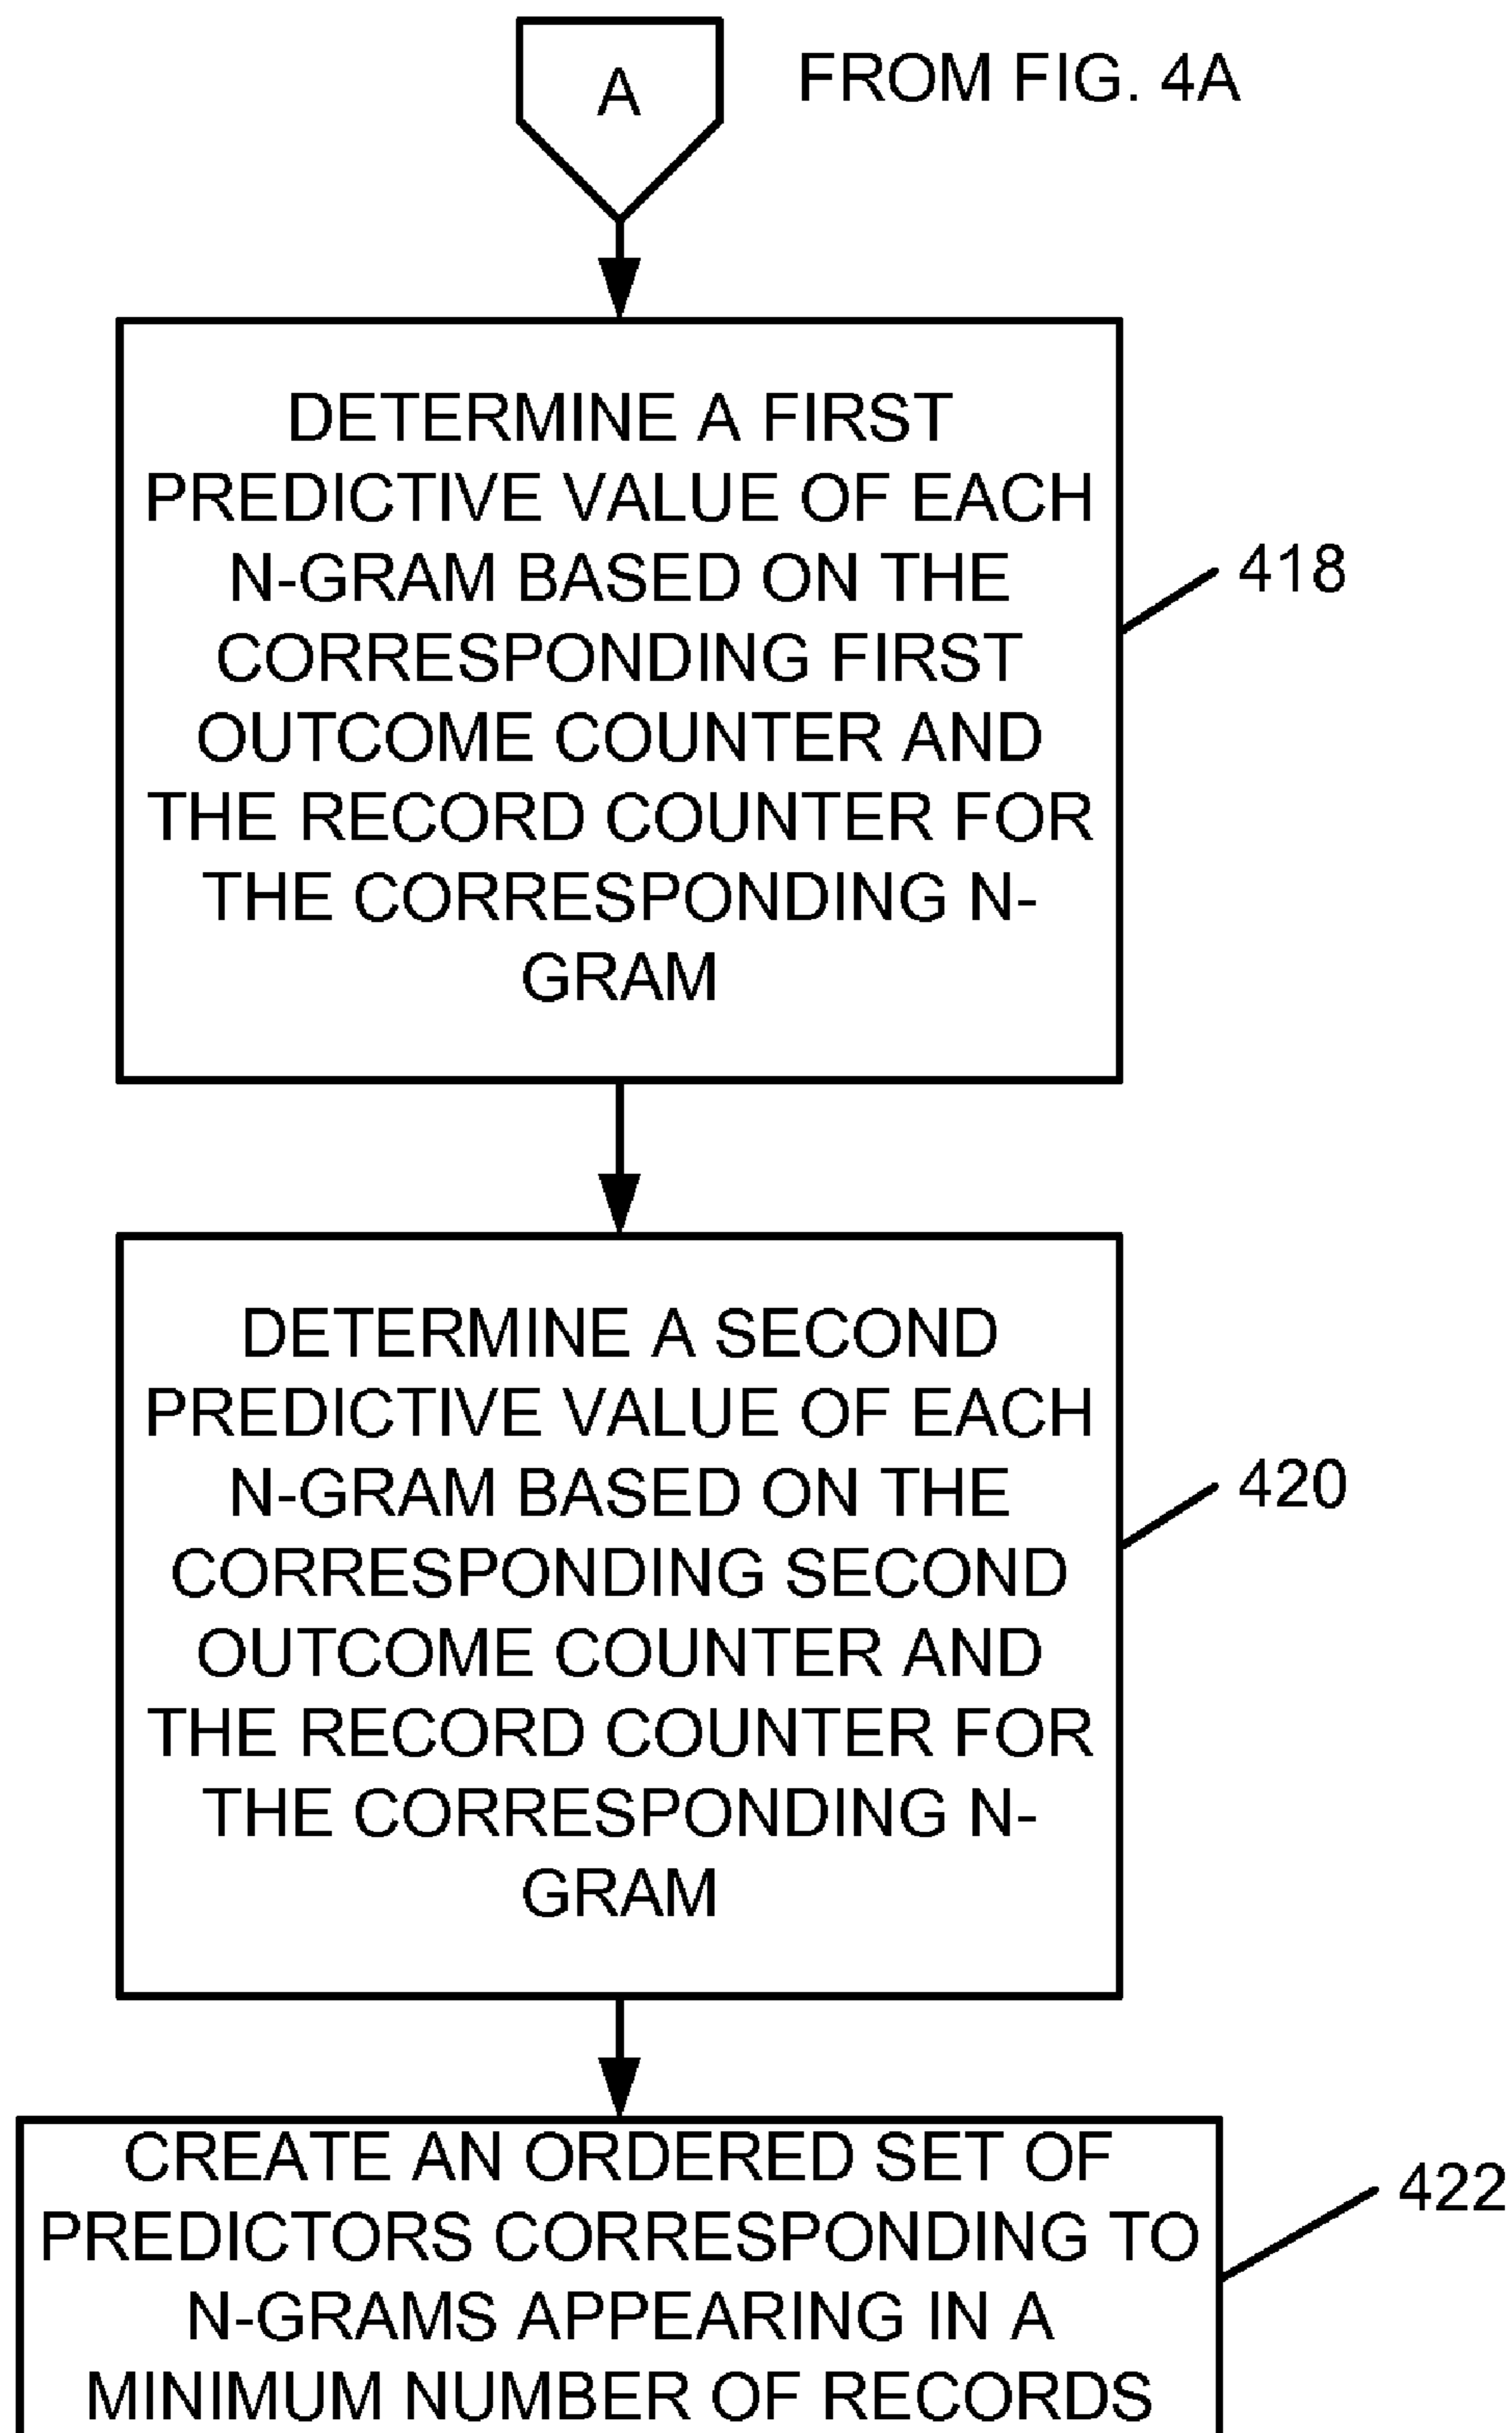 A
FROM FIG. 4A
DETERMINE A FIRST
PREDICTIVE VALUE OF EACH
N-GRAM BASED ON THE
CORRESPONDING FIRST
OUTCOME COUNTER AND
THE RECORD COUNTER FOR
THE CORRESPONDING N-
GRAM
418
DETERMINE A SECOND
PREDICTIVE VALUE OF EACH
N-GRAM BASED ON THE
CORRESPONDING SECOND
OUTCOME COUNTER AND
THE RECORD COUNTER FOR
THE CORRESPONDING N-
GRAM
420
CREATE AN ORDERED SET OF
PREDICTORS CORRESPONDING TO
N-GRAMS APPEARING IN A
MINIMUM NUMBER OF RECORDS
422